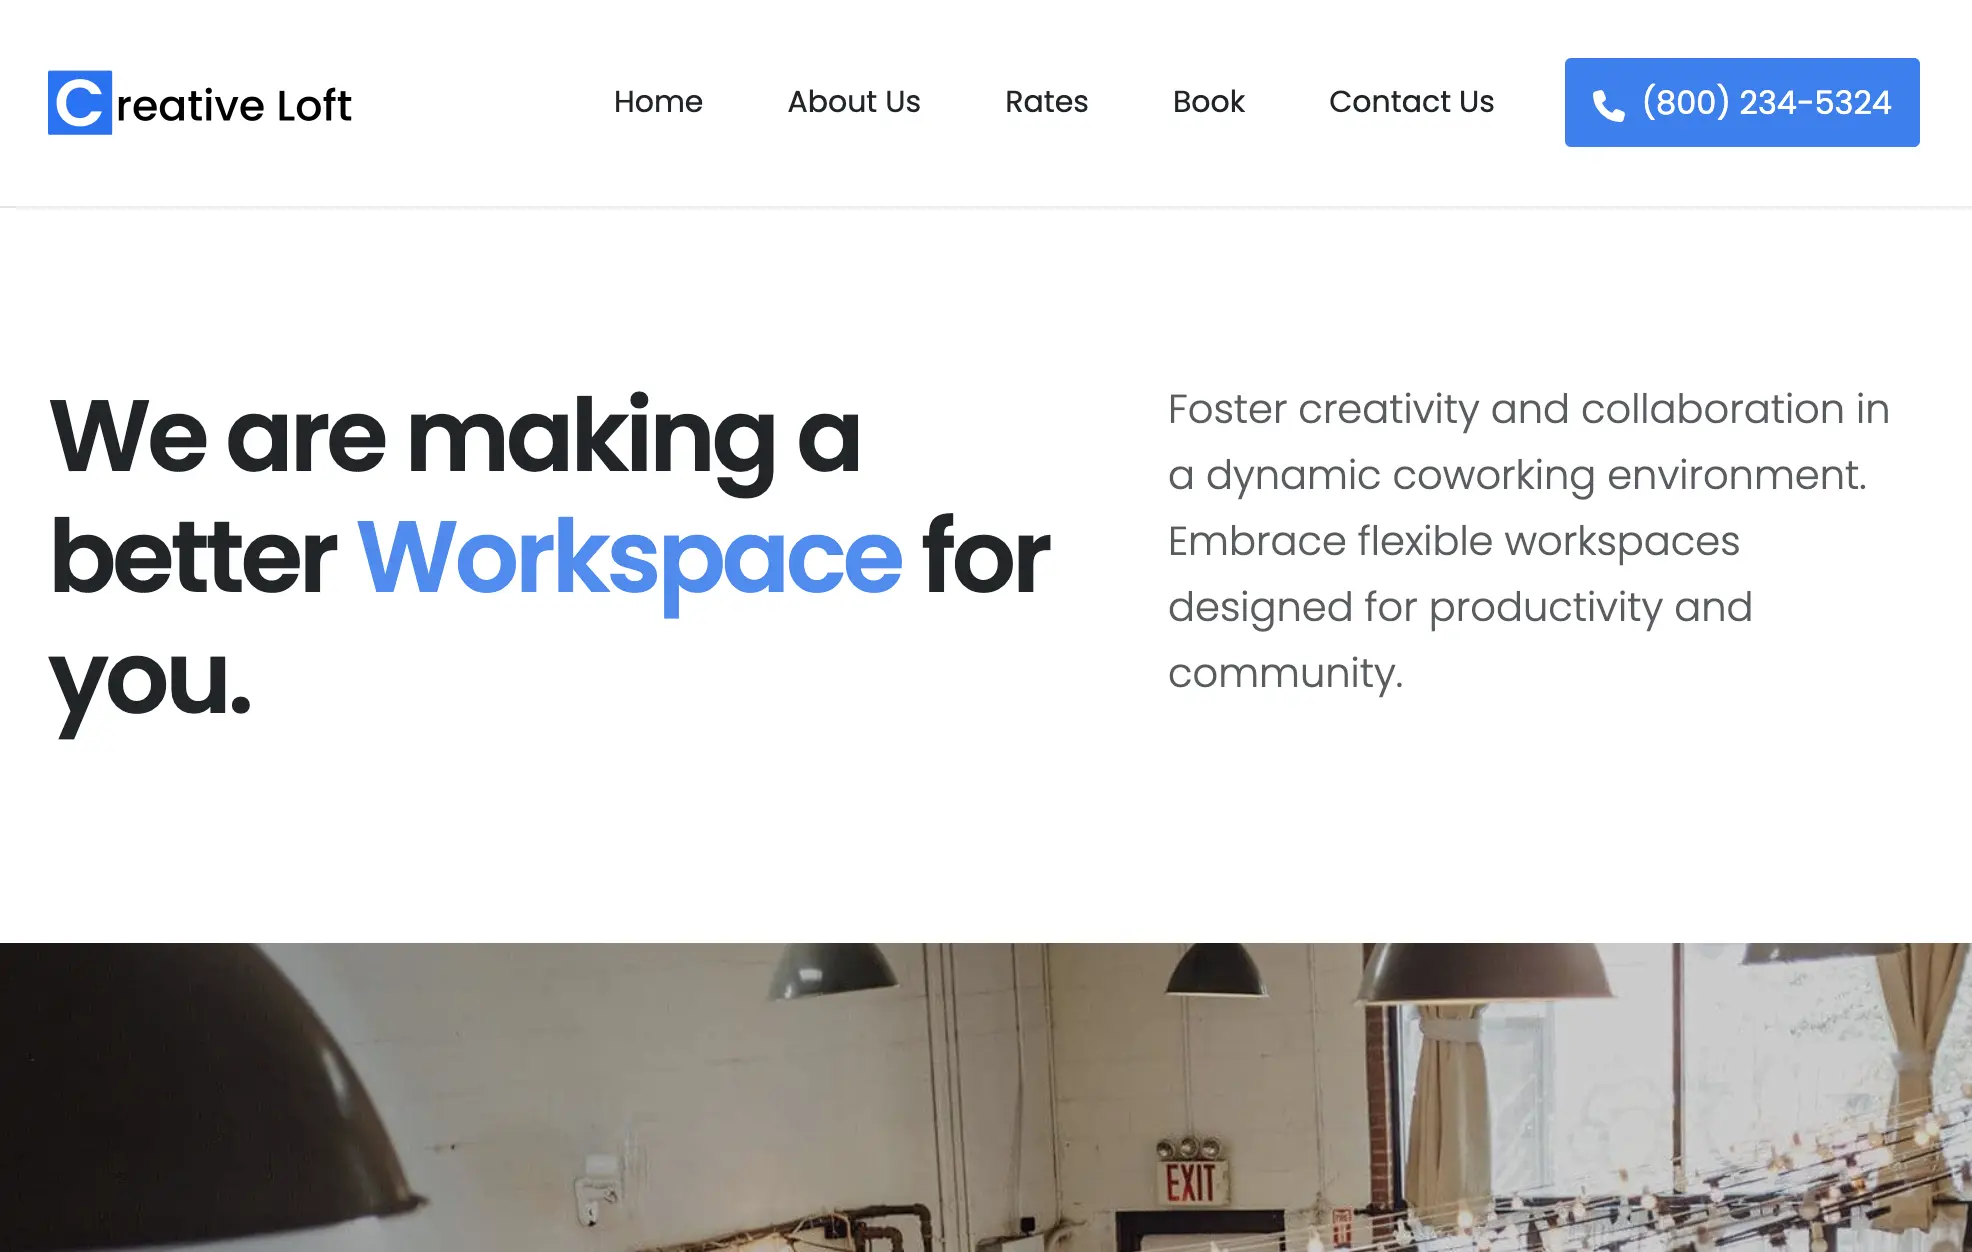 Creative Loft
Home
About Us
Rates
Book
Contact Us
(800) 234-5324
We are making a
better Workspace for
you.
Foster creativity and collaboration in
a dynamic coworking environment.
Embrace flexible workspaces
designed for productivity and
community.
EXIT